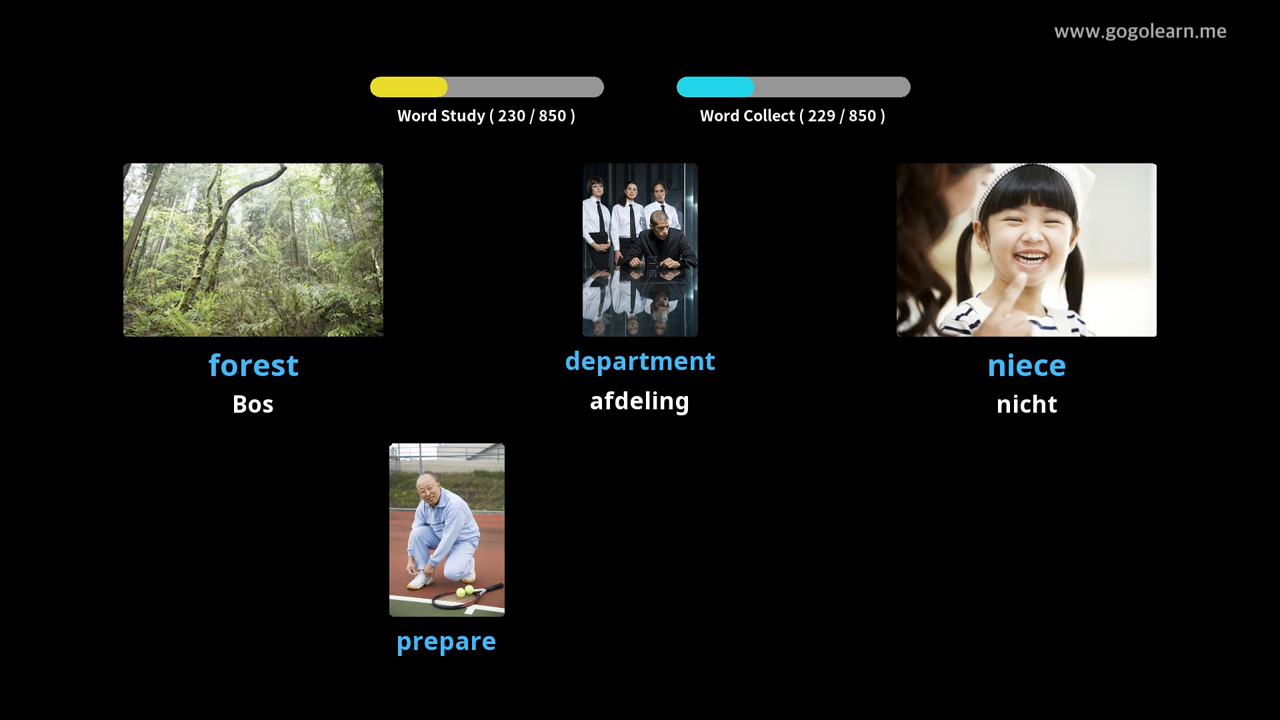 www.gogolearn.me
Word Study ( 230 / 850 )
Word Collect ( 229 / 850 )
forest
Bos
department
afdeling
niece
nicht
prepare